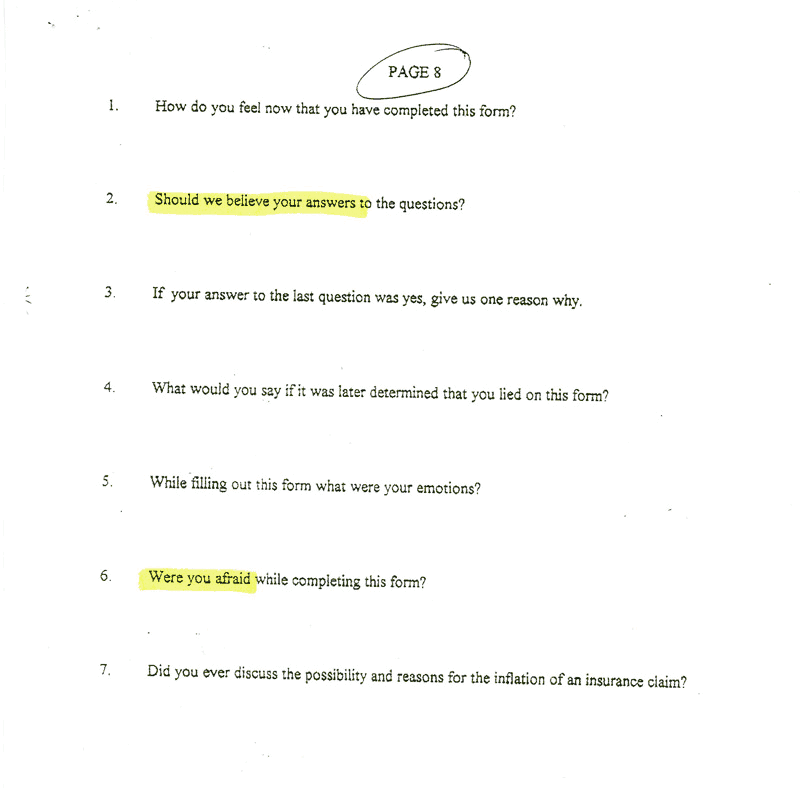 PAGE 8
1. How do you feel now that you have completed this form?
2. Should we believe your answers to the questions?
3. If your answer to the last question was yes, give us one reason why.
4. What would you say if it was later determined that you lied on this form?
5. While filling out this form what were your emotions?
6. Were you afraid while completing this form?
7. Did you ever discuss the possibility and reasons for the inflation of an insurance claim?